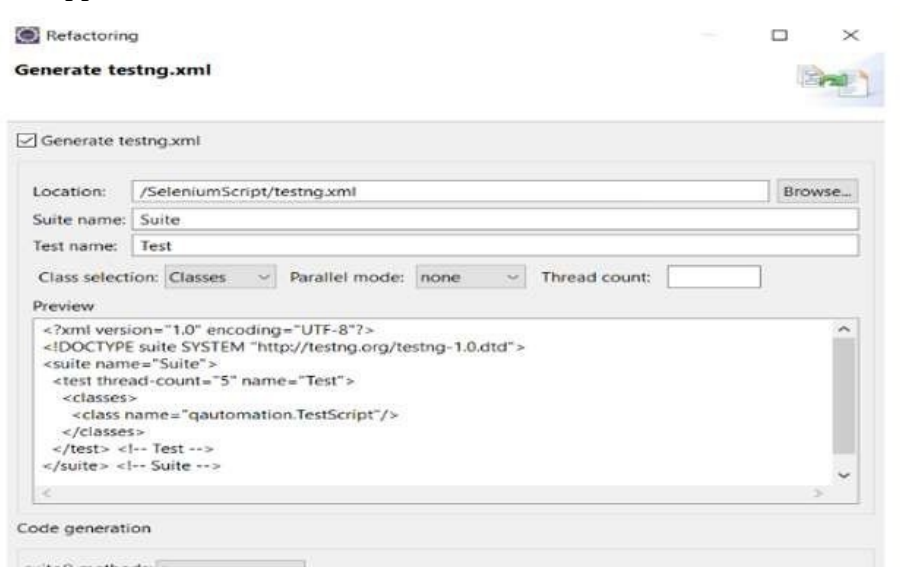 Refactoring
Generate testng.xml
Generate testng.xml
Location: /SeleniumScript/testng.xml Browse...
Suite name: Suite
Test name: Test
Class selection: Classes Parallel mode: none Thread count:
Preview
<?xml version="1.0" encoding="UTF-8"?>
<!DOCTYPE suite SYSTEM "http://testng.org/testng-1.0.dtd">
<suite name="Suite">
<test thread-count="5" name="Test">
<classes>
<class name="qautomation.TestScript"/>
</classes>
</test> <!-- Test -->
</suite> <!-- Suite -->
Code generation